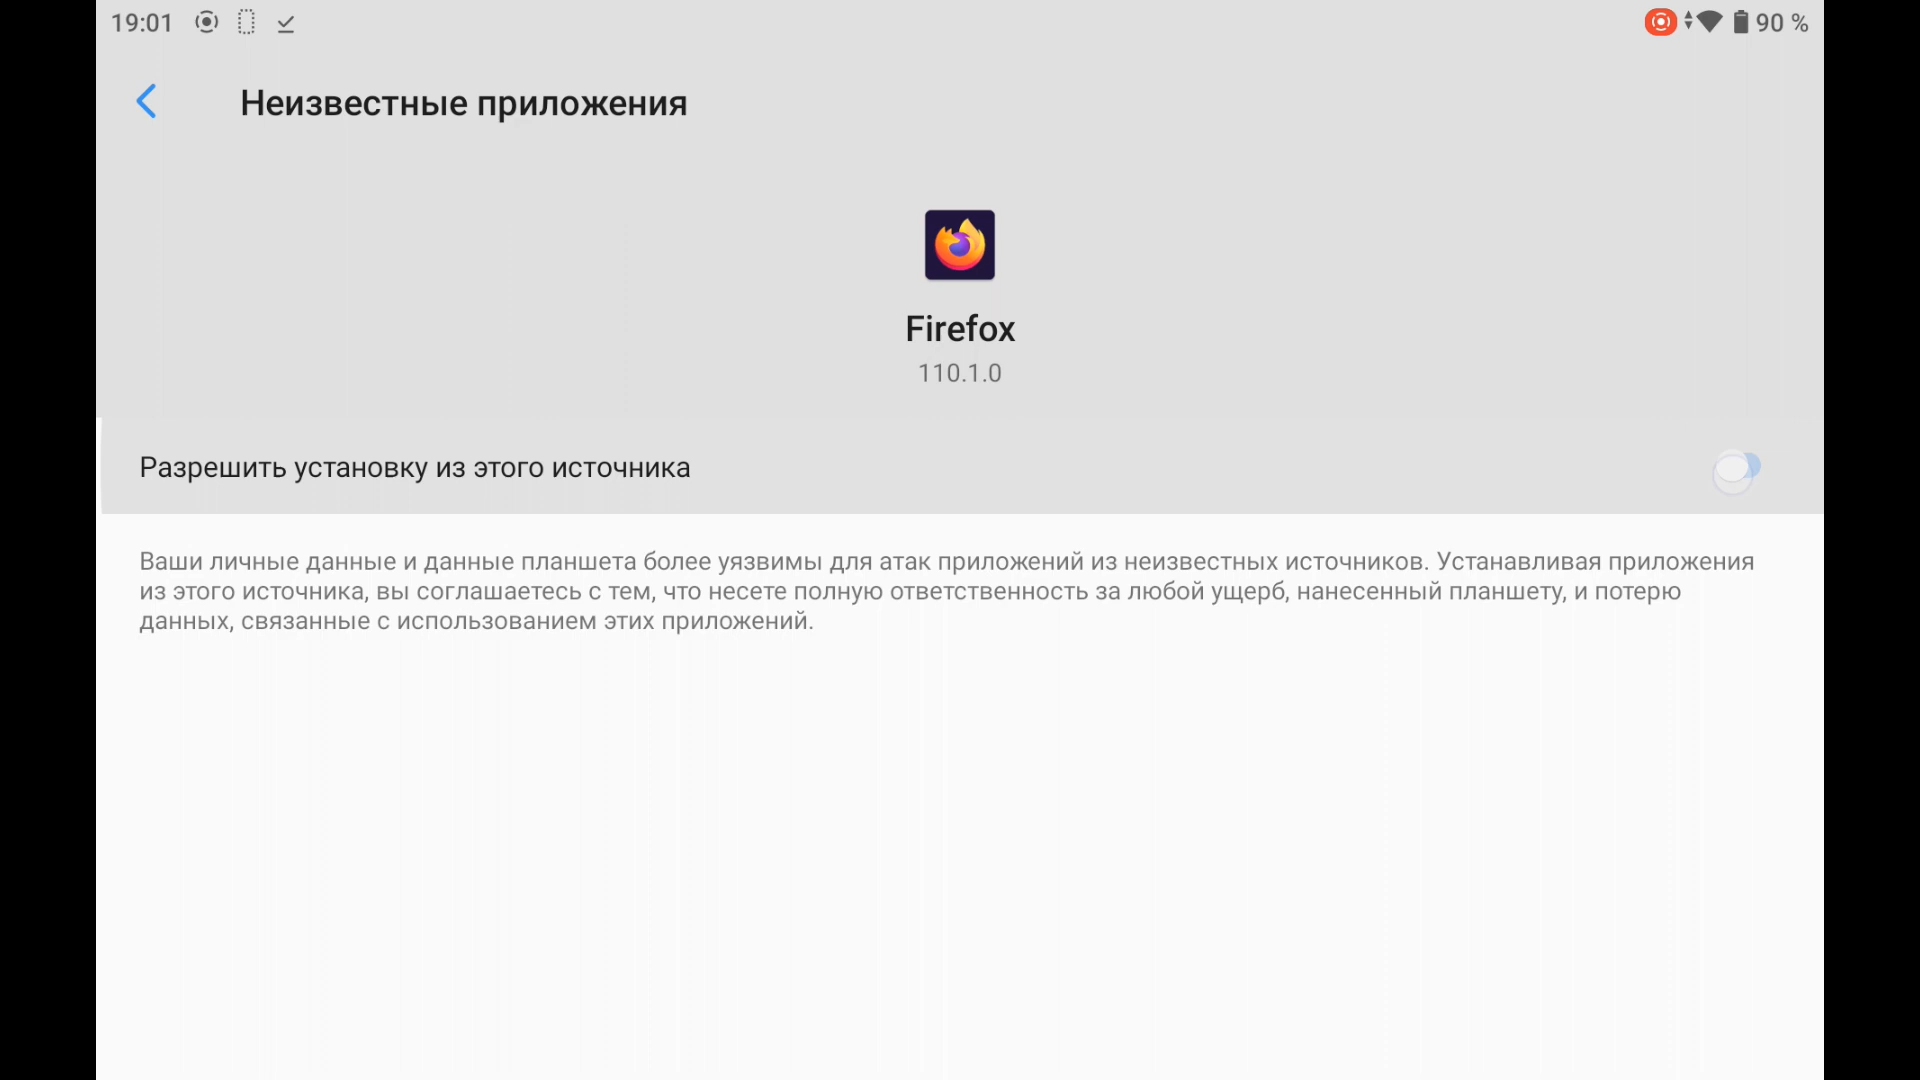 19:01
90 %
Неизвестные приложения
Firefox
110.1.0
Разрешить установку из этого источника
Ваши личные данные и данные планшета более уязвимы для атак приложений из неизвестных источников. Устанавливая приложения
из этого источника, вы соглашаетесь с тем, что несете полную ответственность за любой ущерб, нанесенный планшету, и потерю
данных, связанные с использованием этих приложений.